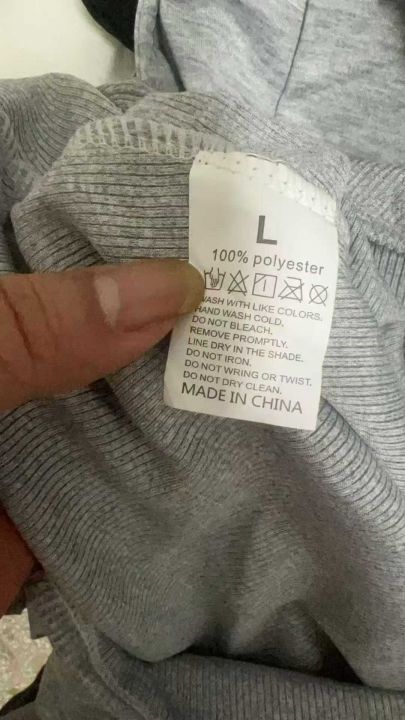 L
100% polyester
WASH WITH LIKE COLORS.
HAND WASH COLD.
DO NOT BLEACH.
REMOVE PROMPTLY.
LINE DRY IN THE SHADE.
DO NOT IRON.
DO NOT WRING OR TWIST.
DO NOT DRY CLEAN.
MADE IN CHINA